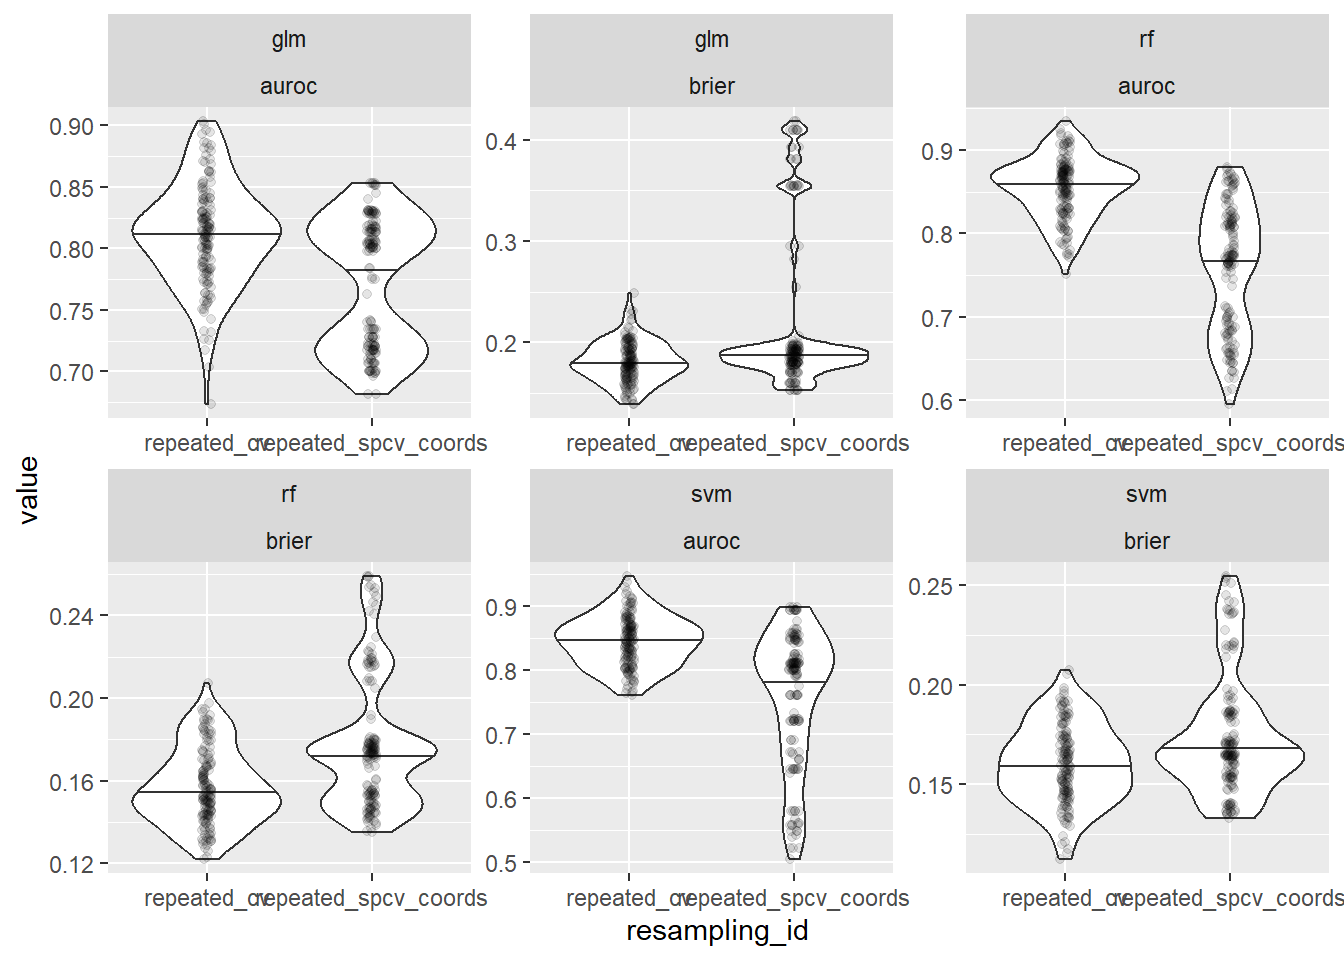 glm
auroc
glm
brier
rf
auroc
0.90
0.85
0.80
0.75
0.70
0.4
0.3
0.2
0.9
0.8
0.7
0.6
repeated_cv
repeated_spcv_coords
repeated_cv
repeated_spcv_coords
repeated_cv
repeated_spcv_coords
value
rf
brier
svm
auroc
svm
brier
0.24
0.20
0.16
0.12
0.9
0.8
0.7
0.6
0.5
0.25
0.20
0.15
repeated_cv
repeated_spcv_coords
repeated_cv
repeated_spcv_coords
repeated_cv
repeated_spcv_coords
resampling_id